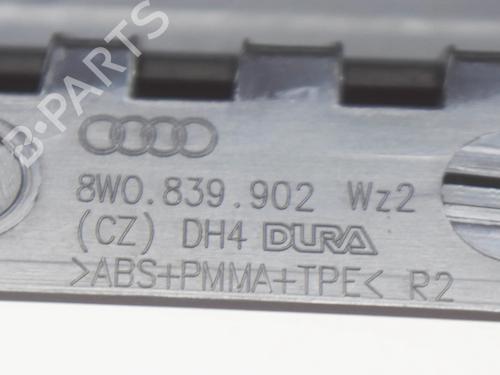 B-PARTS
8W0.839.902 Wz2
(CZ) DH4 DURA
>ABS+PMMA+TPE< R2